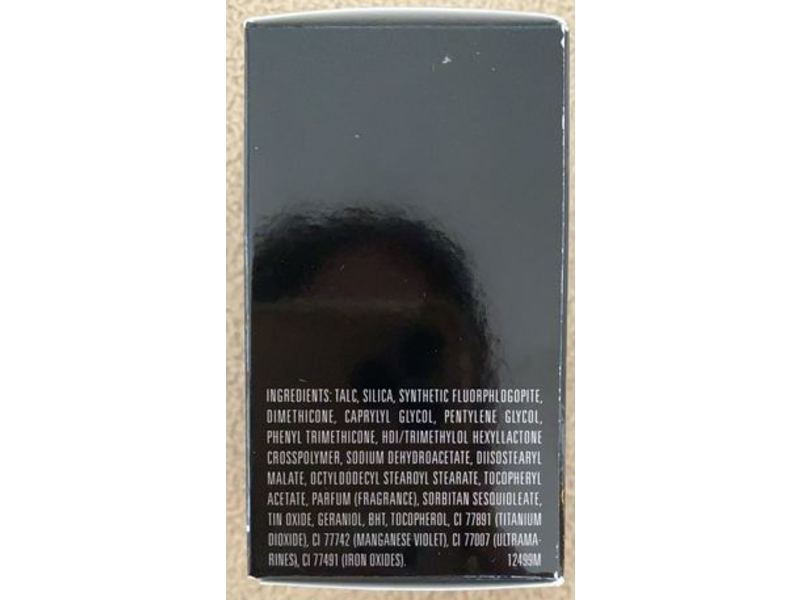 INGREDIENTS: TALC, SILICA, SYNTHETIC FLUORPHLOGOPITE,
DIMETHICONE, CAPRYLYL GLYCOL, PENTYLENE GLYCOL,
PHENYL TRIMETHICONE, HDI/TRIMETHYLOL HEXYLLACTONE
CROSSPOLYMER, SODIUM DEHYDROACETATE, DIISOSTEARYL
MALATE, OCTYLDODECYL STEAROYL STEARATE, TOCOPHERYL
ACETATE, PARFUM (FRAGRANCE), SORBITAN SESQUIOLEATE,
TIN OXIDE, GERANIOL, BHT, TOCOPHEROL, CI 77891 (TITANIUM
DIOXIDE), CI 77742 (MANGANESE VIOLET), CI 77007 (ULTRAMA-
RINES), CI 77491 (IRON OXIDES). 12499M